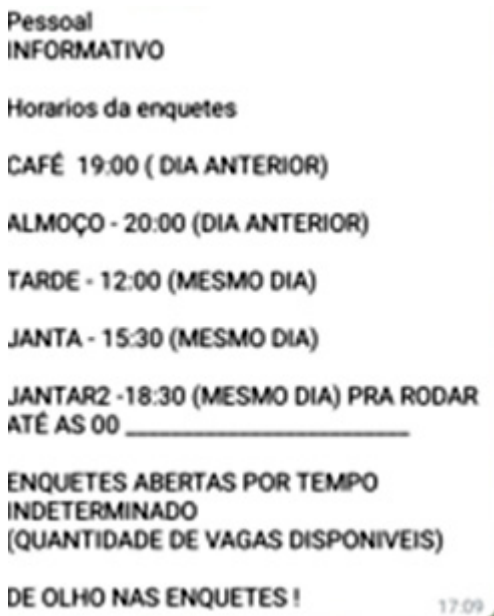 Pessoal
INFORMATIVO
Horarios da enquetes
CAFÉ 19:00 ( DIA ANTERIOR)
ALMOÇO - 20:00 (DIA ANTERIOR)
TARDE - 12:00 (MESMO DIA)
JANTA - 15:30 (MESMO DIA)
JANTAR2 -18:30 (MESMO DIA) PRA RODAR
ATÉ AS 00 _________________________
ENQUETES ABERTAS POR TEMPO
INDETERMINADO
(QUANTIDADE DE VAGAS DISPONIVEIS)
DE OLHO NAS ENQUETES !
17:09